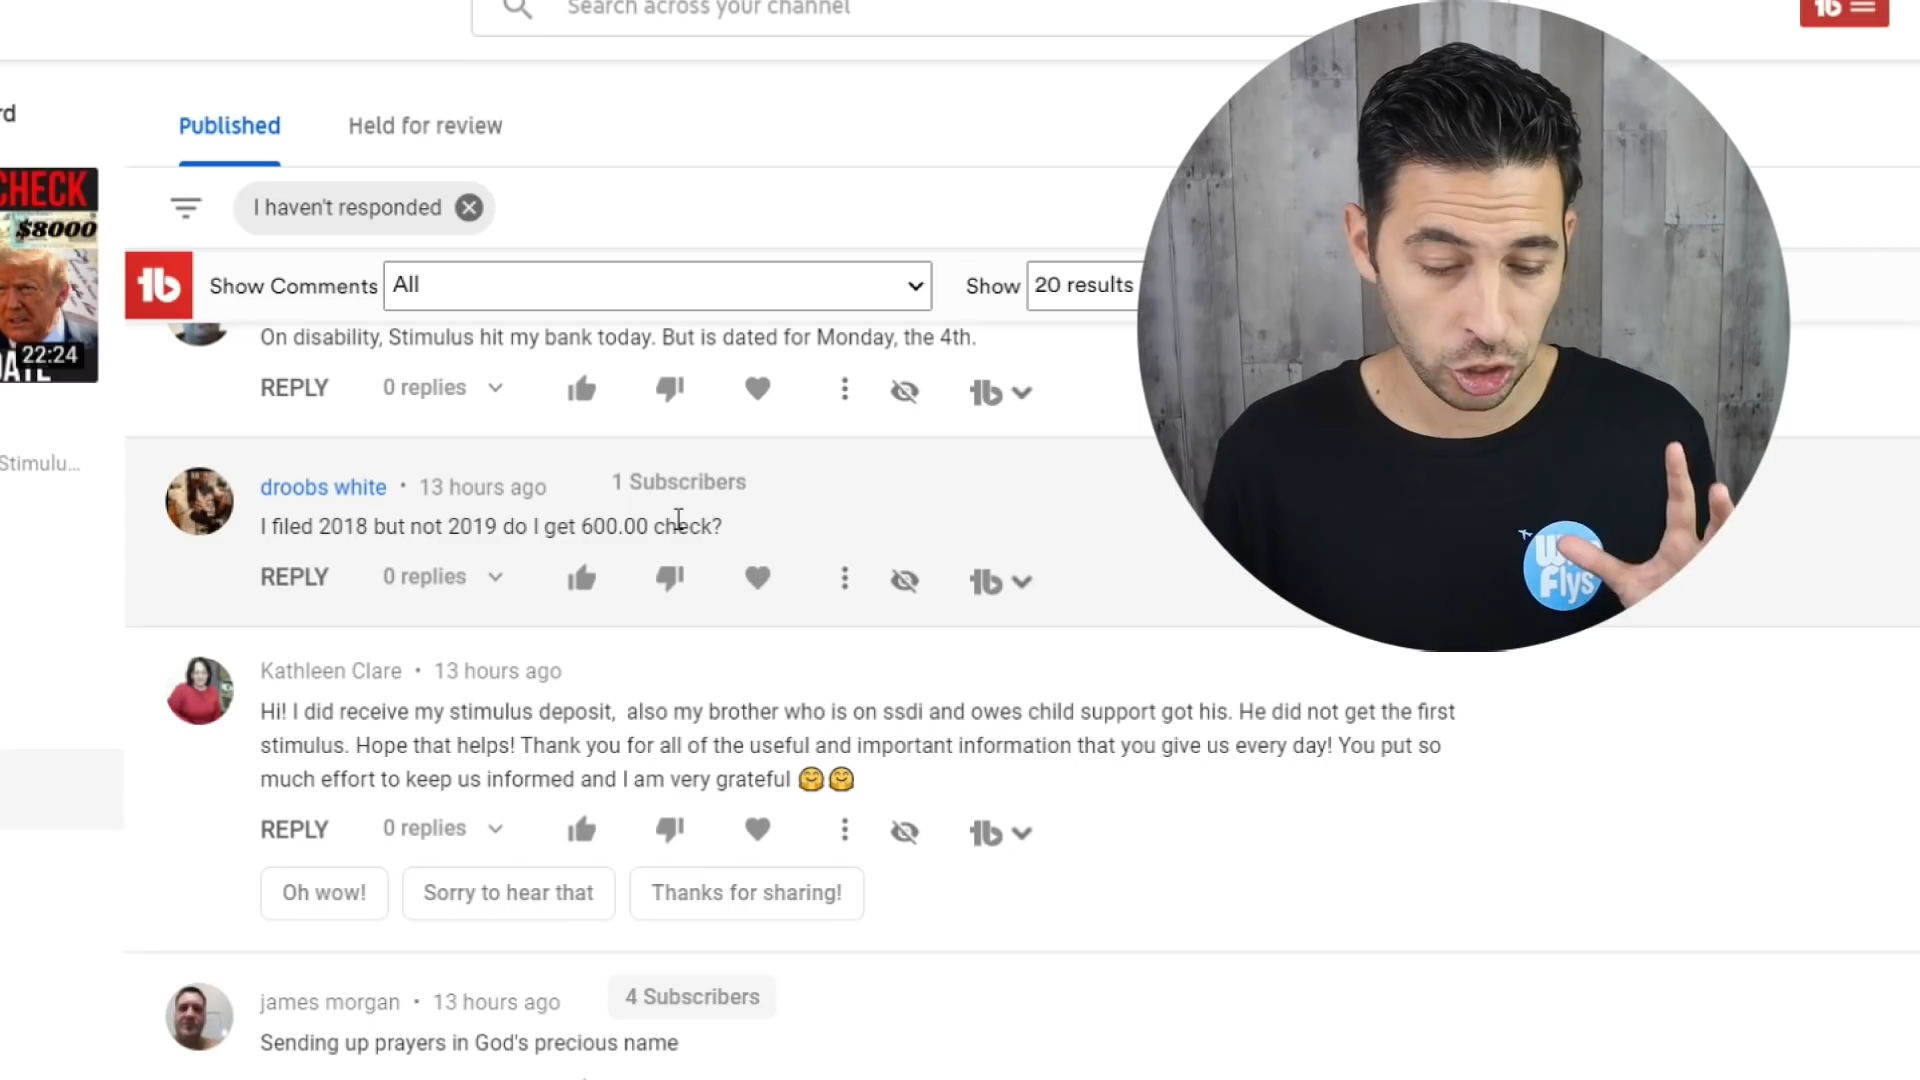 Search across your channel
rd
Published
Held for review
CHECK
$8000
22:24
I haven't responded
Show Comments All
Show 20 results
On disability, Stimulus hit my bank today. But is dated for Monday, the 4th.
REPLY 0 replies
Stimulu...
droobs white • 13 hours ago 1 Subscribers
I filed 2018 but not 2019 do I get 600.00 check?
REPLY 0 replies
Flys
Kathleen Clare • 13 hours ago
Hi! I did receive my stimulus deposit, also my brother who is on ssdi and owes child support got his. He did not get the first
stimulus. Hope that helps! Thank you for all of the useful and important information that you give us every day! You put so
much effort to keep us informed and I am very grateful 🤗🤗
REPLY 0 replies
Oh wow!
Sorry to hear that
Thanks for sharing!
james morgan • 13 hours ago 4 Subscribers
Sending up prayers in God's precious name